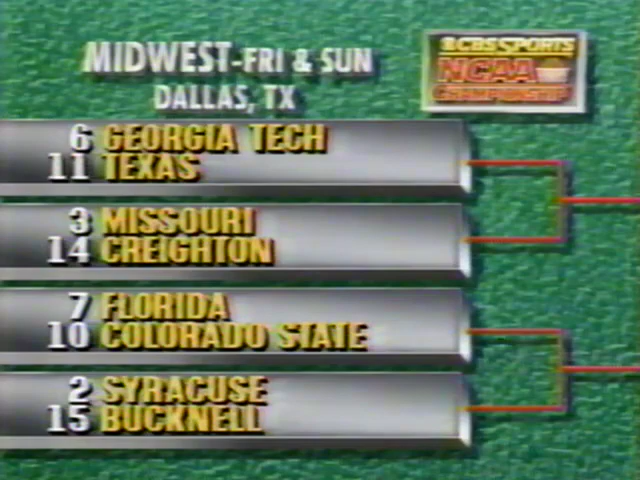 MIDWEST-FRI & SUN
DALLAS, TX
CBS SPORTS
NCAA
CHAMPIONSHIP
6 GEORGIA TECH
11 TEXAS
3 MISSOURI
14 CREIGHTON
7 FLORIDA
10 COLORADO STATE
2 SYRACUSE
15 BUCKNELL